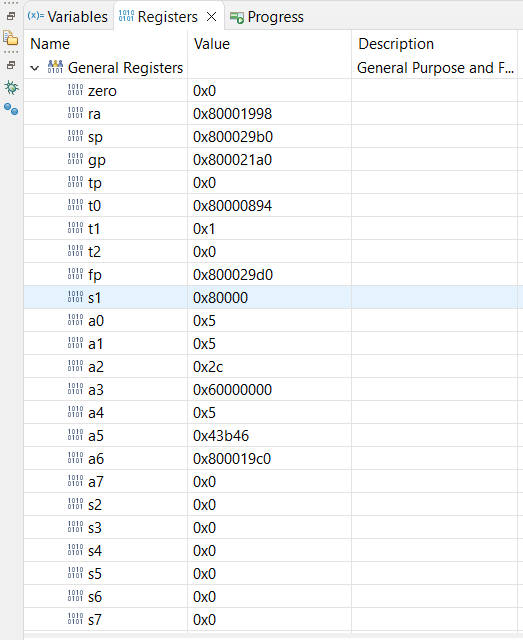 Variables Registers Progress
Name Value Description
General Registers General Purpose and F...
zero 0x0
ra 0x80001998
sp 0x800029b0
gp 0x800021a0
tp 0x0
t0 0x80000894
t1 0x1
t2 0x0
fp 0x800029d0
s1 0x80000
a0 0x5
a1 0x5
a2 0x2c
a3 0x60000000
a4 0x5
a5 0x43b46
a6 0x800019c0
a7 0x0
s2 0x0
s3 0x0
s4 0x0
s5 0x0
s6 0x0
s7 0x0